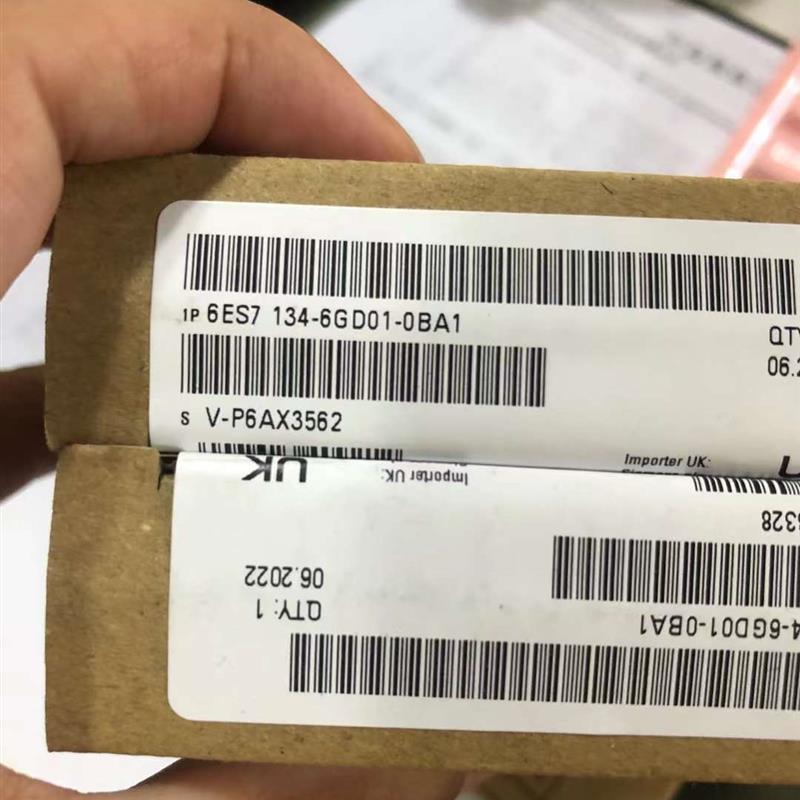 1P 6ES7 134-6GD01-0BA1
QTY
06.2
S V-P6AX3562
Importer UK:
UK
Importer UK:
328
06.2022
QTY: 1
4-6GD01-0BA1